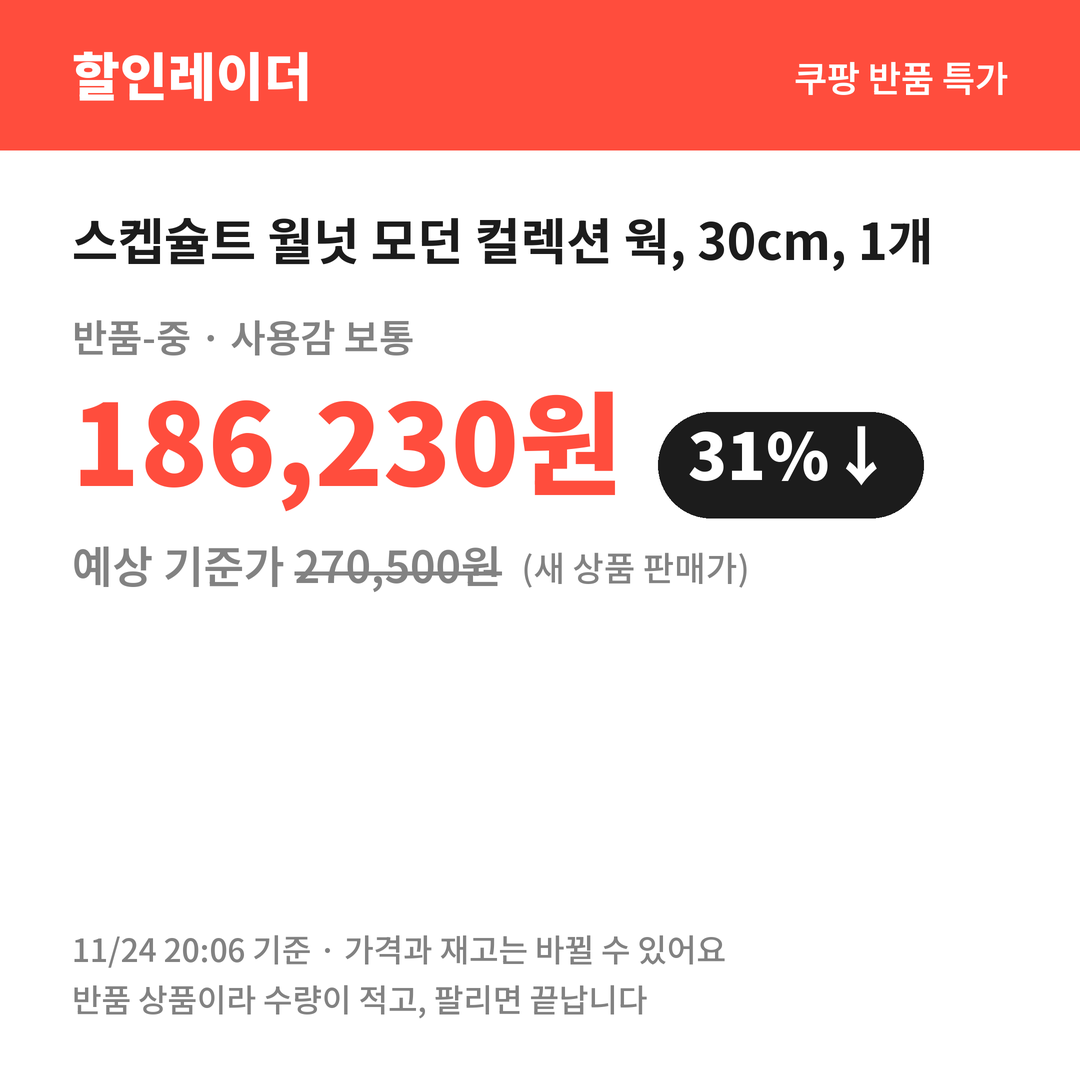 할인레이더
쿠팡 반품 특가
스켑슐트 월넛 모던 컬렉션 웍, 30cm, 1개
반품-중 · 사용감 보통
186,230원 31%↓
예상 기준가 270,500원 (새 상품 판매가)
11/24 20:06 기준 · 가격과 재고는 바뀔 수 있어요
반품 상품이라 수량이 적고, 팔리면 끝납니다